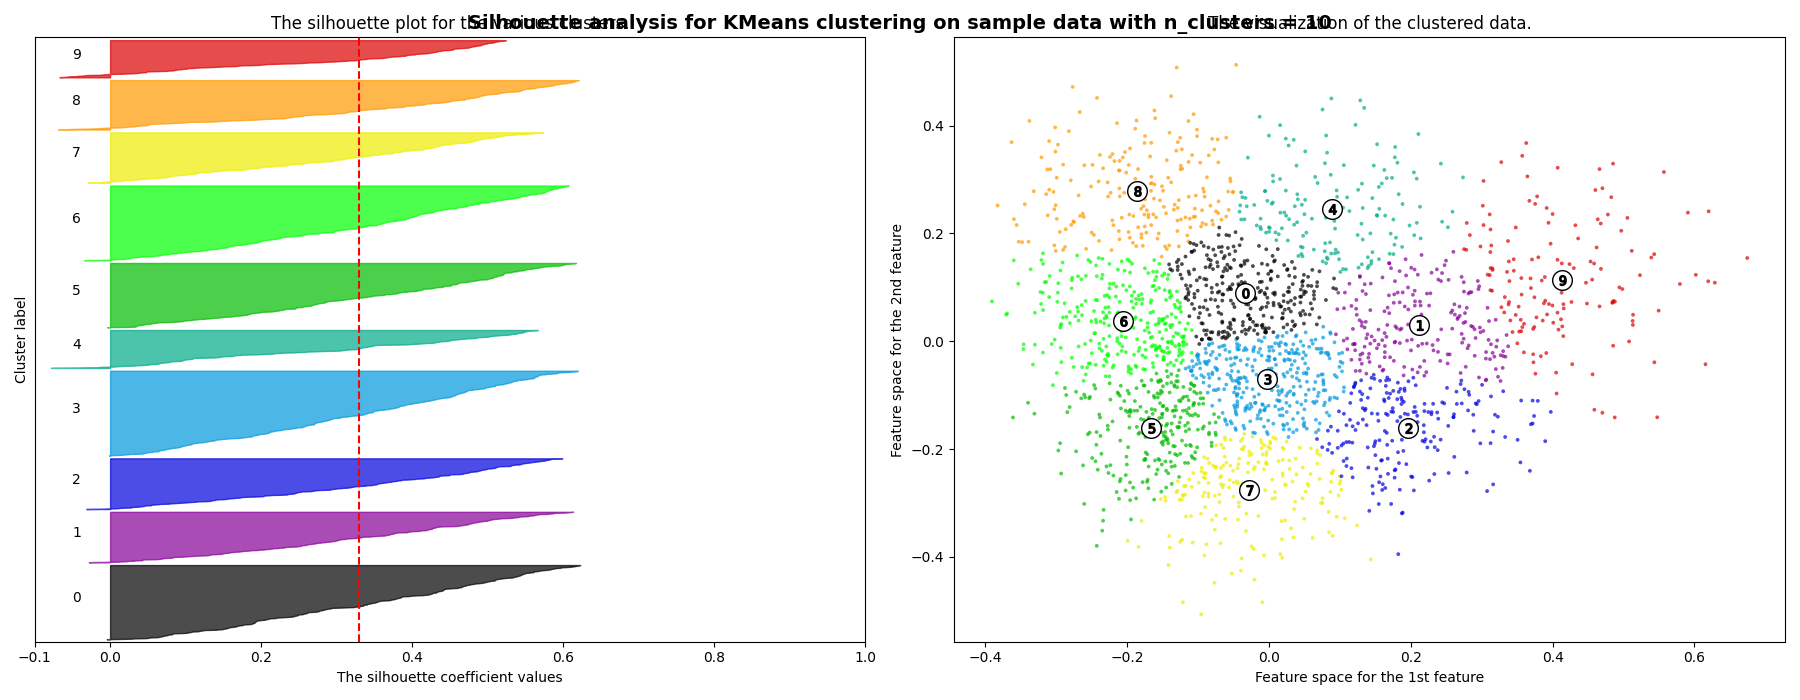 Silhouette analysis for KMeans clustering on sample data with n_clusters = 10
The silhouette plot for the various clusters.
9
8
7
6
5
4
3
2
1
0
Cluster label
−0.1 0.0 0.2 0.4 0.6 0.8 1.0
The silhouette coefficient values
The visualization of the clustered data.
0.4
0.2
0.0
−0.2
−0.4
Feature space for the 2nd feature
8
4
9
0
6
1
3
5
2
7
−0.4 −0.2 0.0 0.2 0.4 0.6
Feature space for the 1st feature